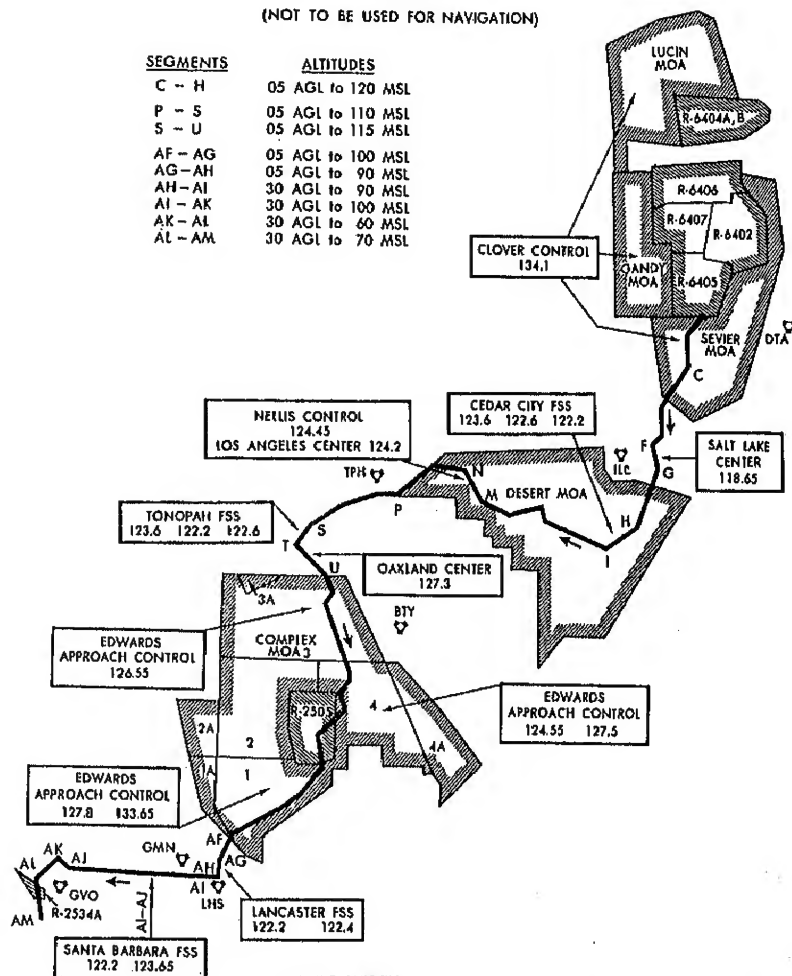 (NOT TO BE USED FOR NAVIGATION)
SEGMENTS ALTITUDES
C - H 05 AGL to 120 MSL
P - S 05 AGL to 110 MSL
S - U 05 AGL to 115 MSL
AF - AG 05 AGL to 100 MSL
AG - AH 05 AGL to 90 MSL
AH - AI 30 AGL to 90 MSL
AI - AK 30 AGL to 100 MSL
AK - AL 30 AGL to 60 MSL
AL - AM 30 AGL to 70 MSL
LUCIN
MOA
R-6404A, B
R-6406
R-6407
R-6402
CLOVER CONTROL
134.1
GANDY
MOA
R-6405
SEVIER
MOA
DTA
C
NELLIS CONTROL
124.45
LOS ANGELES CENTER 124.2
CEDAR CITY FSS
123.6 122.6 122.2
SALT LAKE
CENTER
118.65
F
G
ILC
TPH
N
M
DESERT MOA
P
H
I
TONOPAH FSS
123.6 122.2 122.6
S
T
U
OAKLAND CENTER
127.3
3A
BTY
EDWARDS
APPROACH CONTROL
126.55
COMPLEX
MOA 3
R-2505
4
EDWARDS
APPROACH CONTROL
124.55 127.5
2A
2
1A
1
4A
EDWARDS
APPROACH CONTROL
127.8 133.65
AF
AG
AH
AI
GMN
LHS
AK
AJ
AL
GVO
R-2534A
AM
AI-AJ
LANCASTER FSS
122.2 122.4
SANTA BARBARA FSS
122.2 123.65